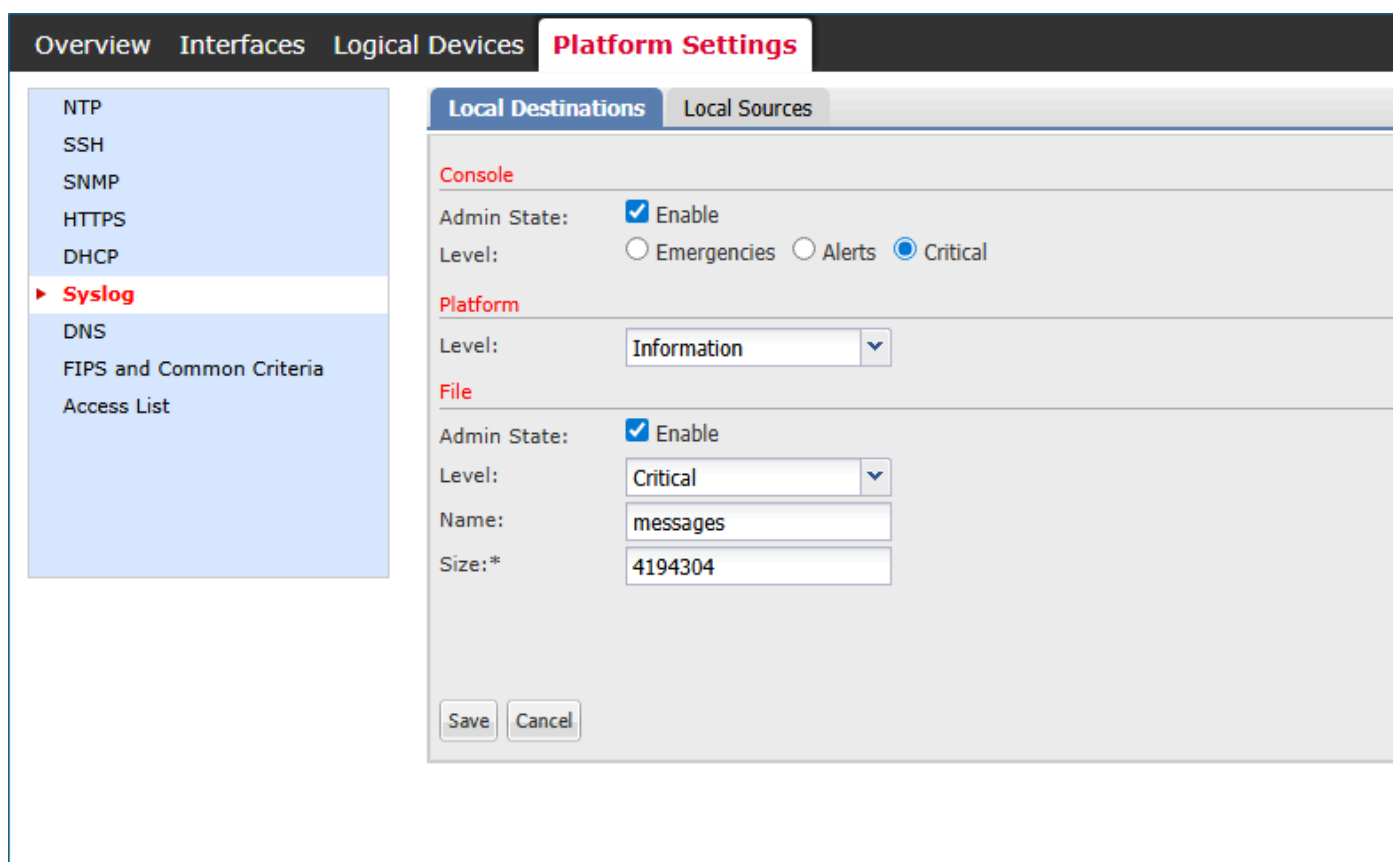 Overview Interfaces Logical Devices Platform Settings
NTP
SSH
SNMP
HTTPS
DHCP
Syslog
DNS
FIPS and Common Criteria
Access List
Local Destinations Local Sources
Console
Admin State: Enable
Level: Emergencies Alerts Critical
Platform
Level: Information
File
Admin State: Enable
Level: Critical
Name: messages
Size:* 4194304
Save Cancel